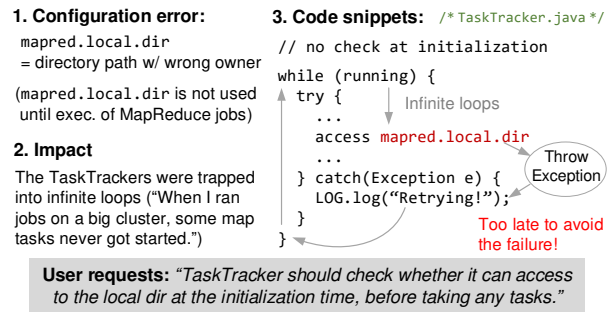 1. Configuration error:
mapred.local.dir
= directory path w/ wrong owner
(mapred.local.dir is not used
until exec. of MapReduce jobs)
2. Impact
The TaskTrackers were trapped
into infinite loops (“When I ran
jobs on a big cluster, some map
tasks never got started.”)
3. Code snippets: /* TaskTracker.java */
// no check at initialization
while (running) {
try {
Infinite loops
...
access mapred.local.dir
...
Throw
Exception
} catch(Exception e) {
LOG.log(“Retrying!”);
}
}
Too late to avoid
the failure!
User requests: “TaskTracker should check whether it can access
to the local dir at the initialization time, before taking any tasks.”